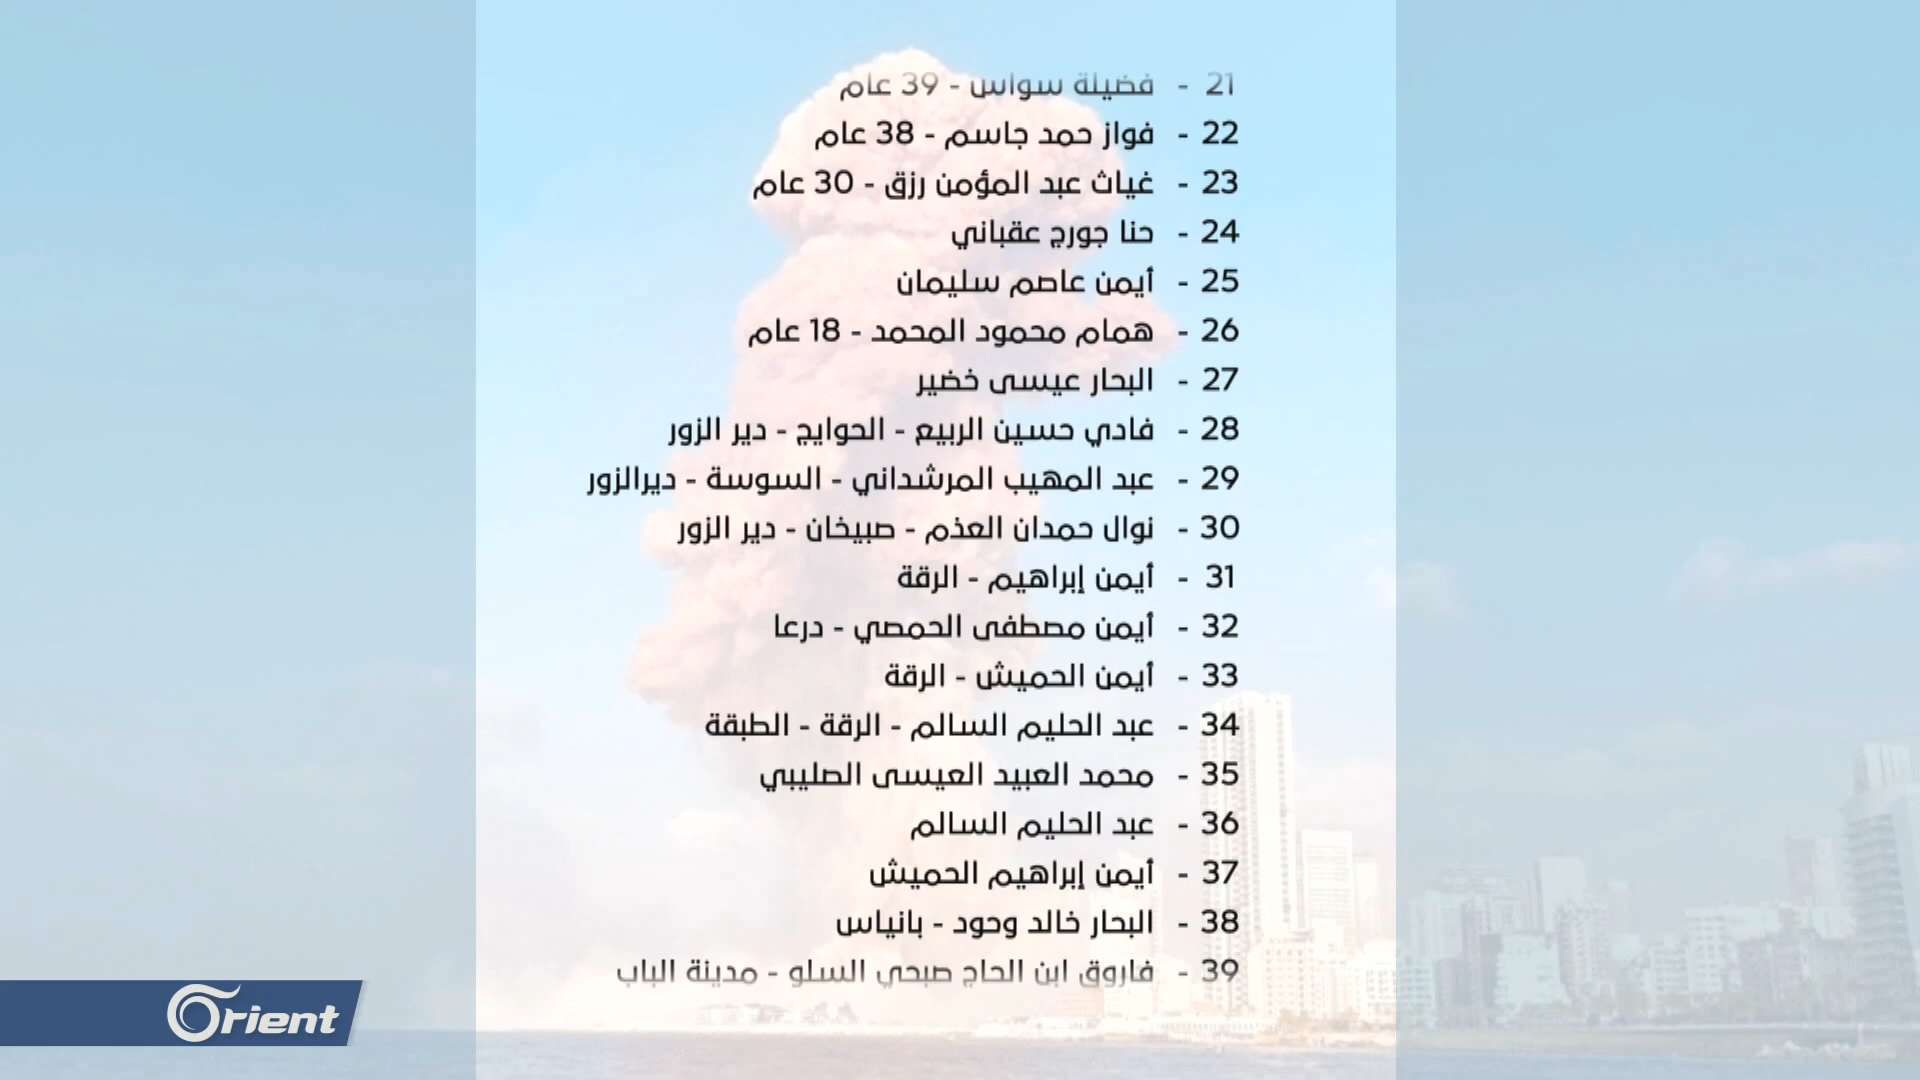 21 - فضيلة سواس - 39 عام
22 - فواز حمد جاسم - 38 عام
23 - غياث عبد المؤمن رزق - 30 عام
24 - حنا جورج عقباني
25 - أيمن عاصم سليمان
26 - همام محمود المحمد - 18 عام
27 - البحار عيسى خضير
28 - فادي حسين الربيع - الحوايج - دير الزور
29 - عبد المهيب المرشداني - السوسة - ديرالزور
30 - نوال حمدان العذم - صبيخان - دير الزور
31 - أيمن إبراهيم - الرقة
32 - أيمن مصطفى الحمصي - درعا
33 - أيمن الحميش - الرقة
34 - عبد الحليم السالم - الرقة - الطبقة
35 - محمد العبيد العيسى الصليبي
36 - عبد الحليم السالم
37 - أيمن إبراهيم الحميش
38 - البحار خالد وحود - بانياس
39 - فاروق ابن الحاج صبحي السلو - مدينة الباب
Orient